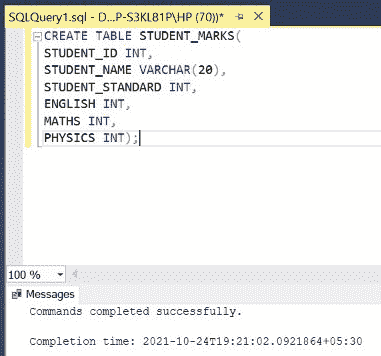 SQLQuery1.sql - D...P-S3KL81P\HP (70))*
CREATE TABLE STUDENT_MARKS(
STUDENT_ID INT,
STUDENT_NAME VARCHAR(20),
STUDENT_STANDARD INT,
ENGLISH INT,
MATHS INT,
PHYSICS INT);
100 %
Messages
Commands completed successfully.
Completion time: 2021-10-24T19:21:02.0921864+05:30